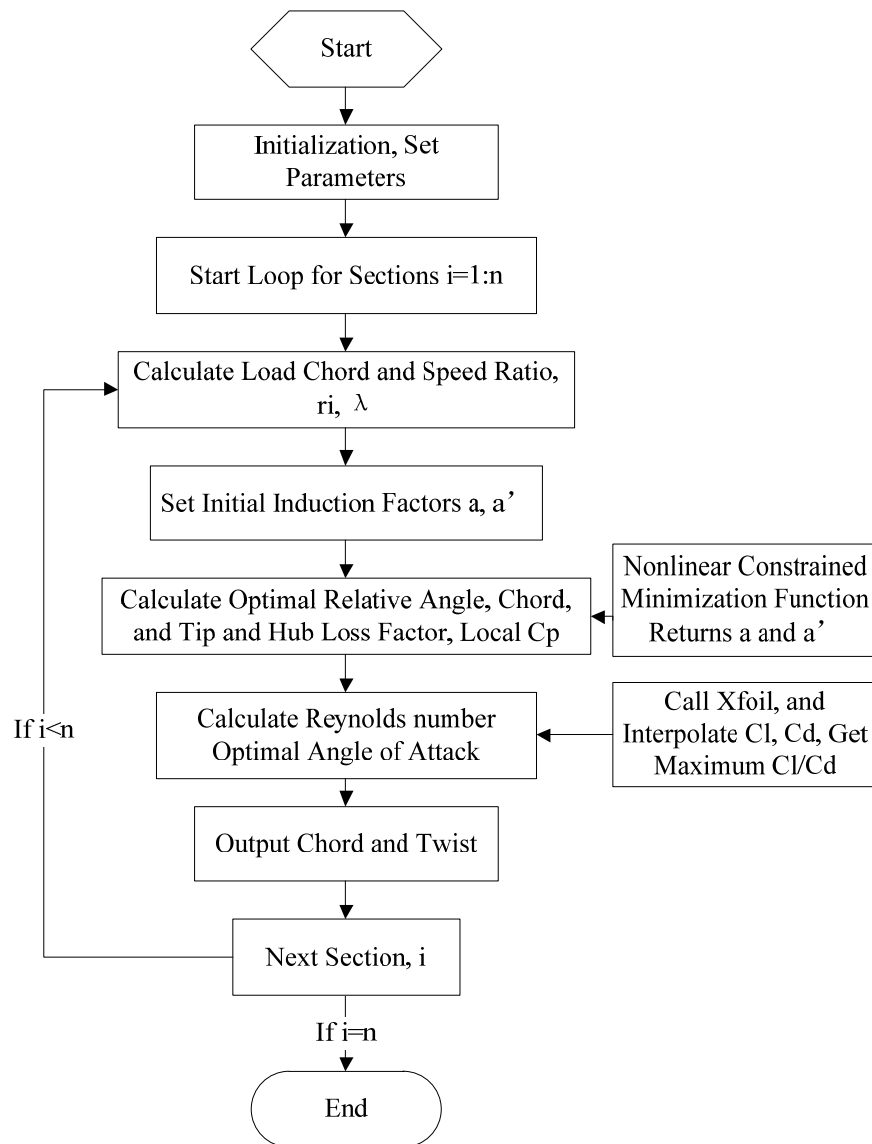 Start
Initialization, Set
Parameters
Start Loop for Sections i=1:n
Calculate Load Chord and Speed Ratio,
ri, λ
Set Initial Induction Factors a, a’
Calculate Optimal Relative Angle, Chord,
and Tip and Hub Loss Factor, Local Cp
Nonlinear Constrained
Minimization Function
Returns a and a’
Calculate Reynolds number
Optimal Angle of Attack
Call Xfoil, and
Interpolate Cl, Cd, Get
Maximum Cl/Cd
If i<n
Output Chord and Twist
Next Section, i
If i=n
End